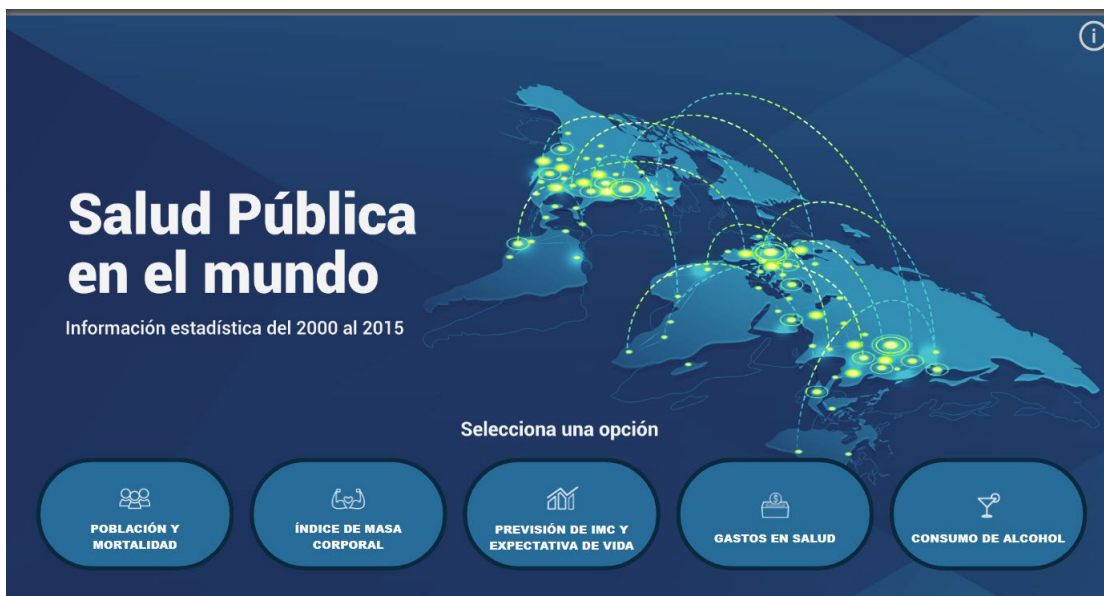 i
Salud Pública
en el mundo
Información estadística del 2000 al 2015
Selecciona una opción
POBLACIÓN Y
MORTALIDAD
ÍNDICE DE MASA
CORPORAL
PREVISIÓN DE IMC Y
EXPECTATIVA DE VIDA
GASTOS EN SALUD
CONSUMO DE ALCOHOL